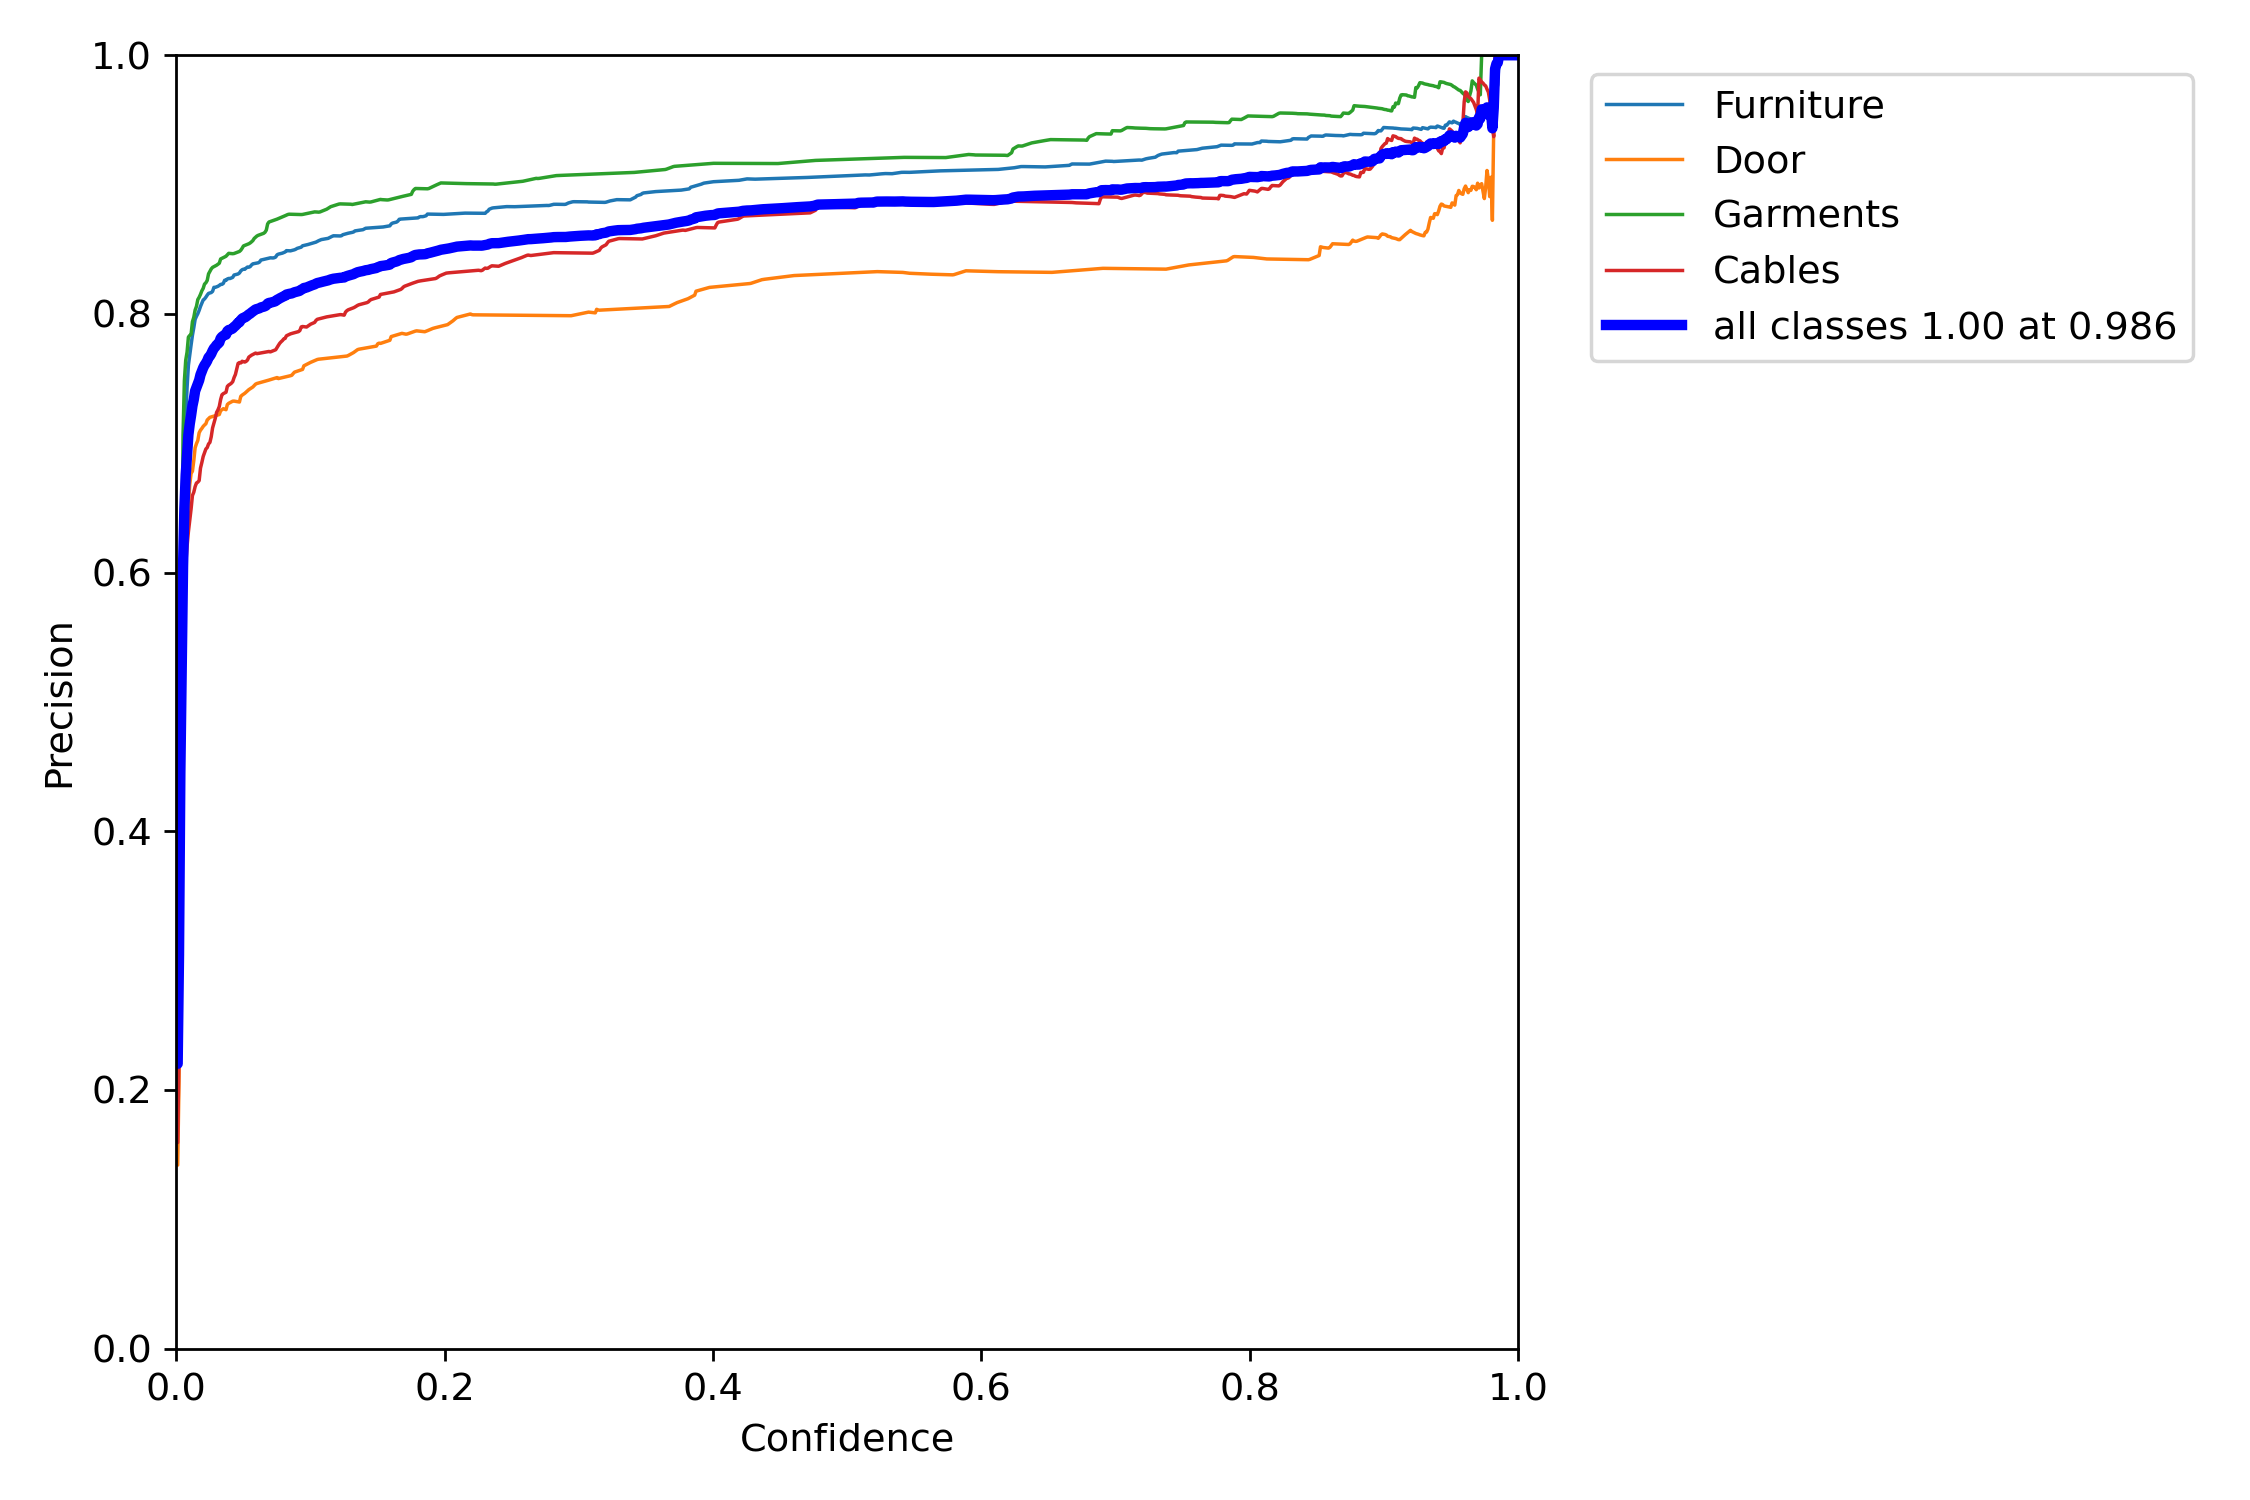 1.0
0.8
0.6
0.4
0.2
0.0
Precision
0.0 0.2 0.4 0.6 0.8 1.0
Confidence
Furniture
Door
Garments
Cables
all classes 1.00 at 0.986